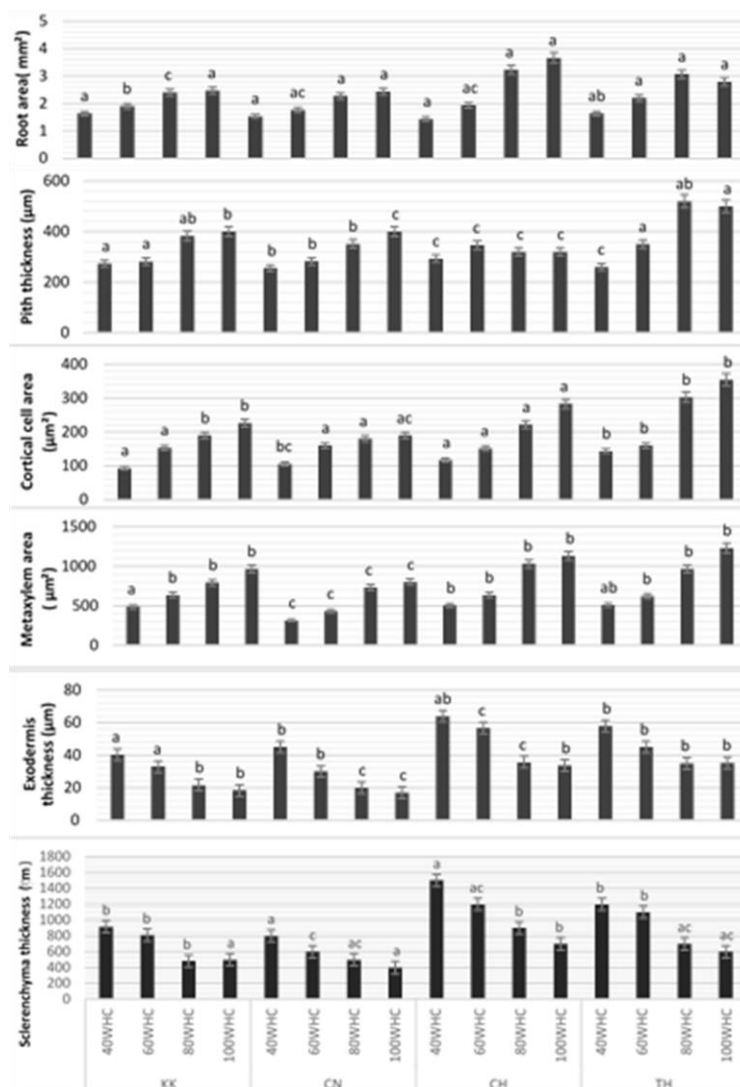 Root area( mm²)
5
4
3
2
1
0
a b c a a ac a a a ac a a ab a a a
Pith thickness (µm)
600
400
200
0
a a ab b b b b c c c c c c a ab a
Cortical cell area
(µm²)
400
300
200
100
0
a a b b bc a a ac a a a a b b b b
Metaxylem area
( µm²)
1500
1000
500
0
a b b b c c c c b b b b ab b b b
Exodermis
thickness (µm)
80
60
40
20
0
a a b b b b c c ab c c b b b b b
Sclerenchyma thickness (τm)
1800
1600
1400
1200
1000
800
600
400
200
0
b b b a a c ac a a ac b b b b ac ac
40WHC 60WHC 80WHC 100WHC 40WHC 60WHC 80WHC 100WHC 40WHC 60WHC 80WHC 100WHC 40WHC 60WHC 80WHC 100WHC
KK CN CH TH